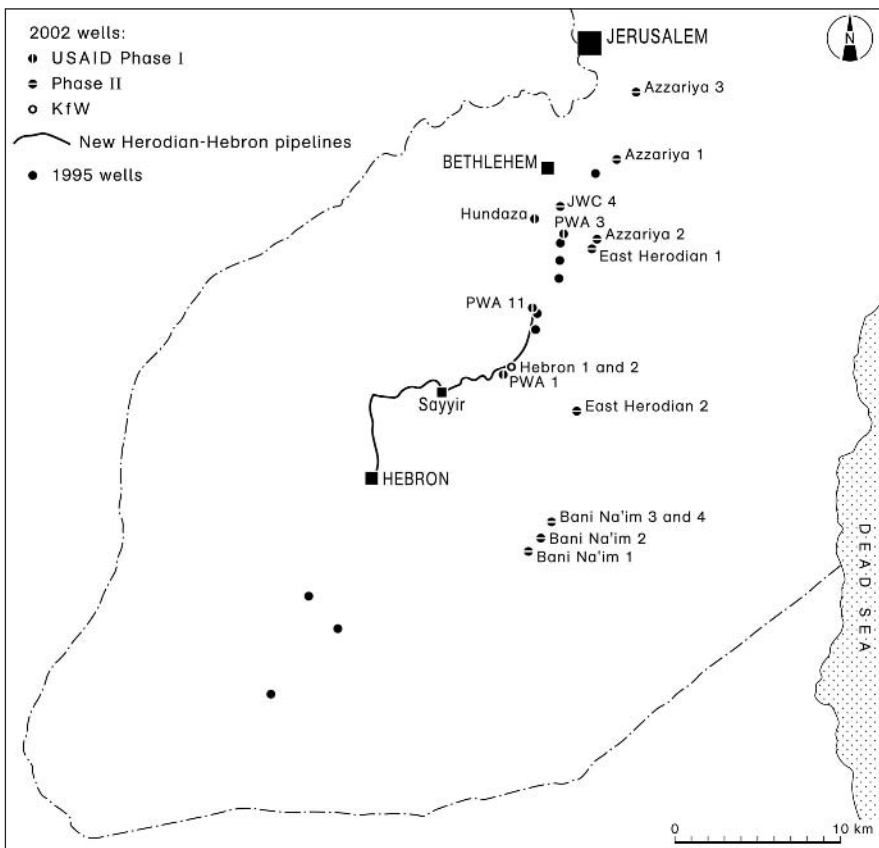 2002 wells:
USAID Phase I
Phase II
KfW
New Herodian-Hebron pipelines
1995 wells
N
JERUSALEM
Azzariya 3
Azzariya 1
BETHLEHEM
JWC 4
Hundaza
PWA 3
Azzariya 2
East Herodian 1
PWA 11
Hebron 1 and 2
PWA 1
Sayyir
East Herodian 2
HEBRON
Bani Na'im 3 and 4
Bani Na'im 2
Bani Na'im 1
DEAD SEA
0 10 km